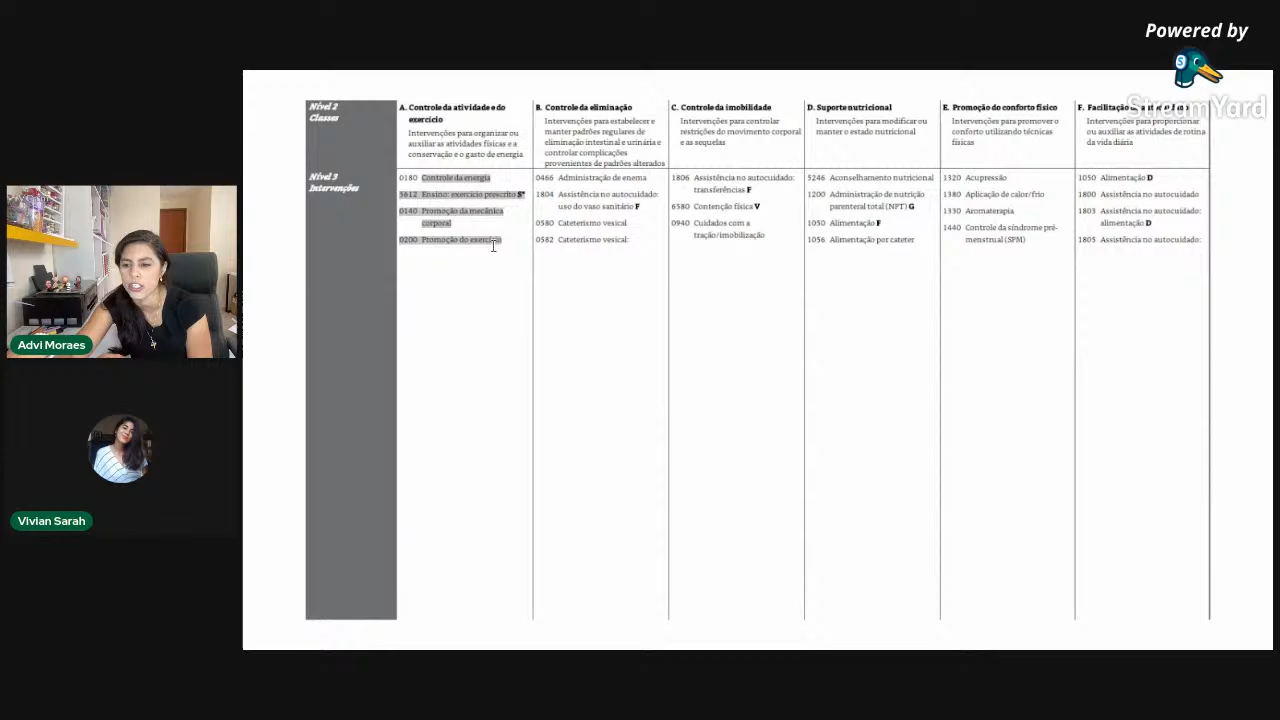 Powered by
StreamYard
Nível 2
Classes
A. Controle da atividade e do
exercício
Intervenções para organizar ou
auxiliar as atividades físicas e a
conservação e o gasto de energia
B. Controle da eliminação
Intervenções para estabelecer e
manter padrões regulares de
eliminação intestinal e urinária e
controlar complicações
provenientes de padrões alterados
C. Controle da imobilidade
Intervenções para controlar
restrições do movimento corporal
e as sequelas
D. Suporte nutricional
Intervenções para modificar ou
manter o estado nutricional
E. Promoção do conforto físico
Intervenções para promover o
conforto utilizando técnicas
físicas
F. Facilitação
Intervenções para proporcionar
ou auxiliar as atividades de rotina
da vida diária
Nível 3
Intervenções
0180 Controle da energia
5612 Ensino: exercício prescrito S*
0140 Promoção da mecânica
corporal
0200 Promoção do exercício
0466 Administração de enema
1804 Assistência no autocuidado:
uso do vaso sanitário F
0580 Cateterismo vesical
0582 Cateterismo vesical:
1806 Assistência no autocuidado:
transferências F
6580 Contenção física V
0940 Cuidados com a
tração/imobilização
5246 Aconselhamento nutricional
1200 Administração de nutrição
parenteral total (NPT) G
1050 Alimentação F
1056 Alimentação por cateter
1320 Acupressão
1380 Aplicação de calor/frio
1330 Aromaterapia
1440 Controle da síndrome pré-
menstrual (SPM)
1050 Alimentação D
1800 Assistência no autocuidado
1803 Assistência no autocuidado:
alimentação D
1805 Assistência no autocuidado:
Advi Moraes
Vivian Sarah